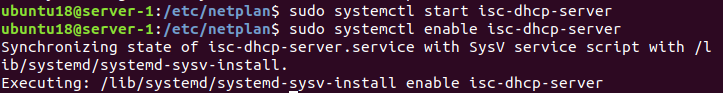 ubuntu18@server-1:/etc/netplan$ sudo systemctl start isc-dhcp-server
ubuntu18@server-1:/etc/netplan$ sudo systemctl enable isc-dhcp-server
Synchronizing state of isc-dhcp-server.service with SysV service script with /l
ib/systemd/systemd-sysv-install.
Executing: /lib/systemd/systemd-sysv-install enable isc-dhcp-server